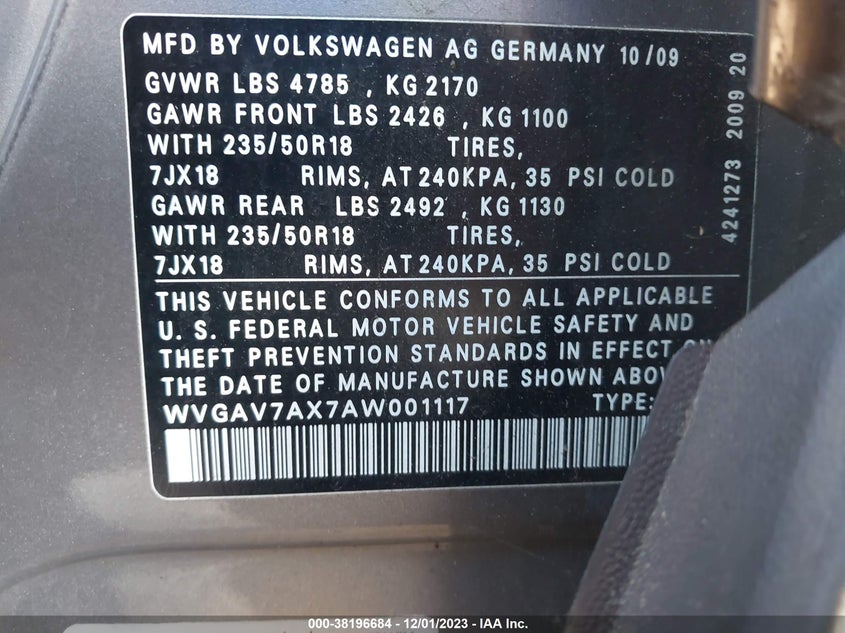 MFD BY VOLKSWAGEN AG GERMANY 10/09
GVWR LBS 4785 , KG 2170
GAWR FRONT LBS 2426 , KG 1100
WITH 235/50R18 TIRES,
7JX18 RIMS, AT 240KPA, 35 PSI COLD
GAWR REAR LBS 2492 , KG 1130
WITH 235/50R18 TIRES,
7JX18 RIMS, AT 240KPA, 35 PSI COLD
THIS VEHICLE CONFORMS TO ALL APPLICABLE
U. S. FEDERAL MOTOR VEHICLE SAFETY AND
THEFT PREVENTION STANDARDS IN EFFECT
THE DATE OF MANUFACTURE SHOWN
WVGAV7AX7AW001117 TYPE:
4241273 2009 20
000-38196684 - 12/01/2023 - IAA Inc.